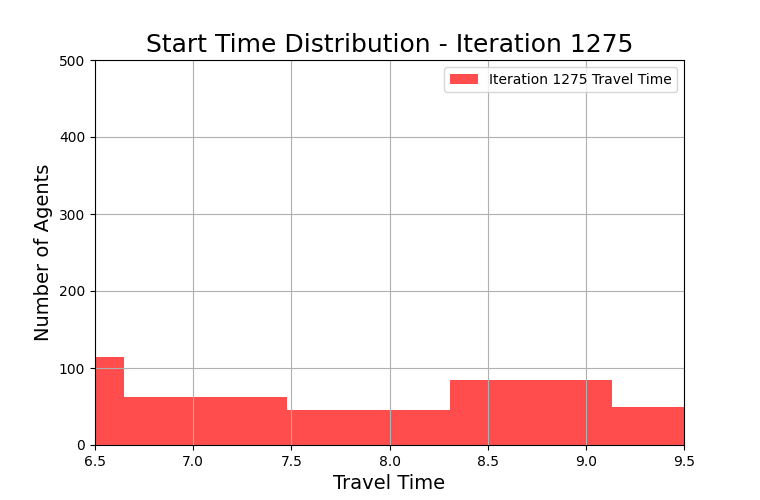 Start Time Distribution - Iteration 1275
Iteration 1275 Travel Time
Number of Agents
500
400
300
200
100
0
6.5 7.0 7.5 8.0 8.5 9.0 9.5
Travel Time